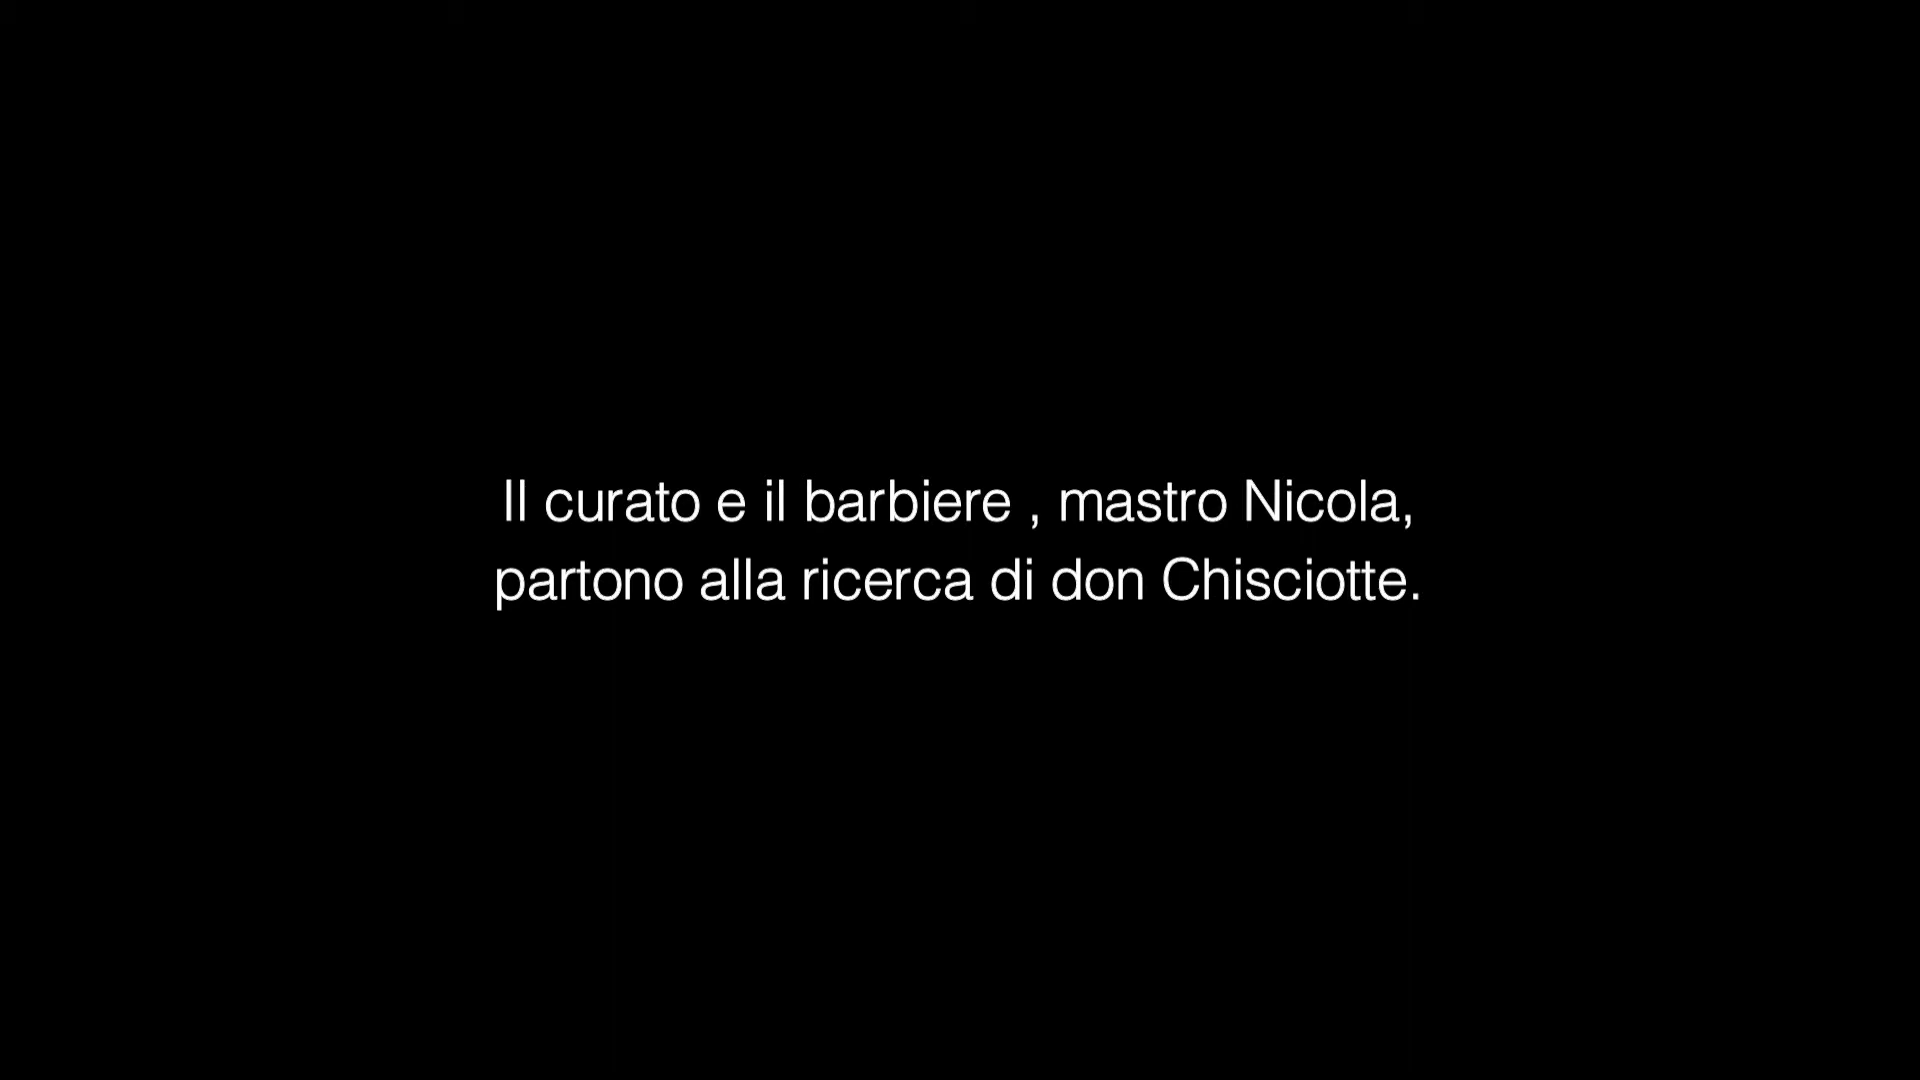 Il curato e il barbiere , mastro Nicola,
partono alla ricerca di don Chisciotte.